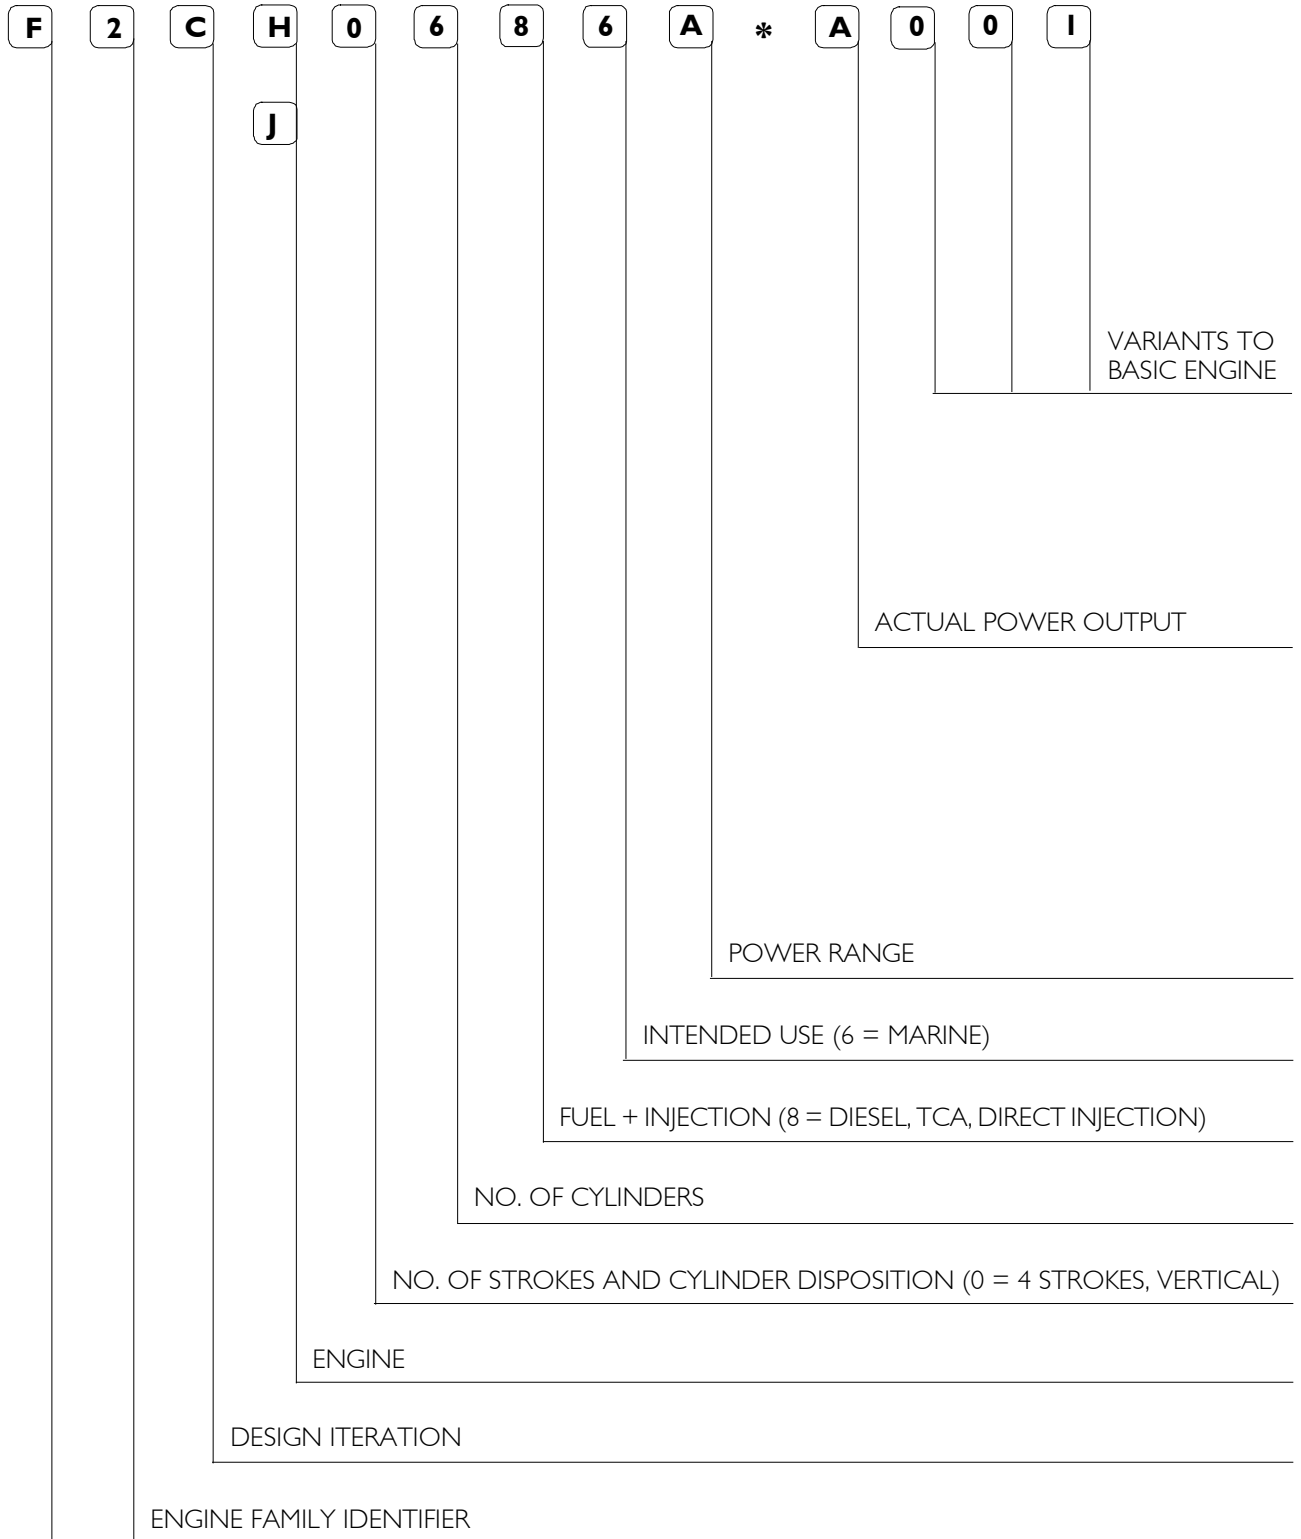 F 2 C H 0 6 8 6 A * A 0 0 1
J
VARIANTS TO
BASIC ENGINE
ACTUAL POWER OUTPUT
POWER RANGE
INTENDED USE (6 = MARINE)
FUEL + INJECTION (8 = DIESEL, TCA, DIRECT INJECTION)
NO. OF CYLINDERS
NO. OF STROKES AND CYLINDER DISPOSITION (0 = 4 STROKES, VERTICAL)
ENGINE
DESIGN ITERATION
ENGINE FAMILY IDENTIFIER